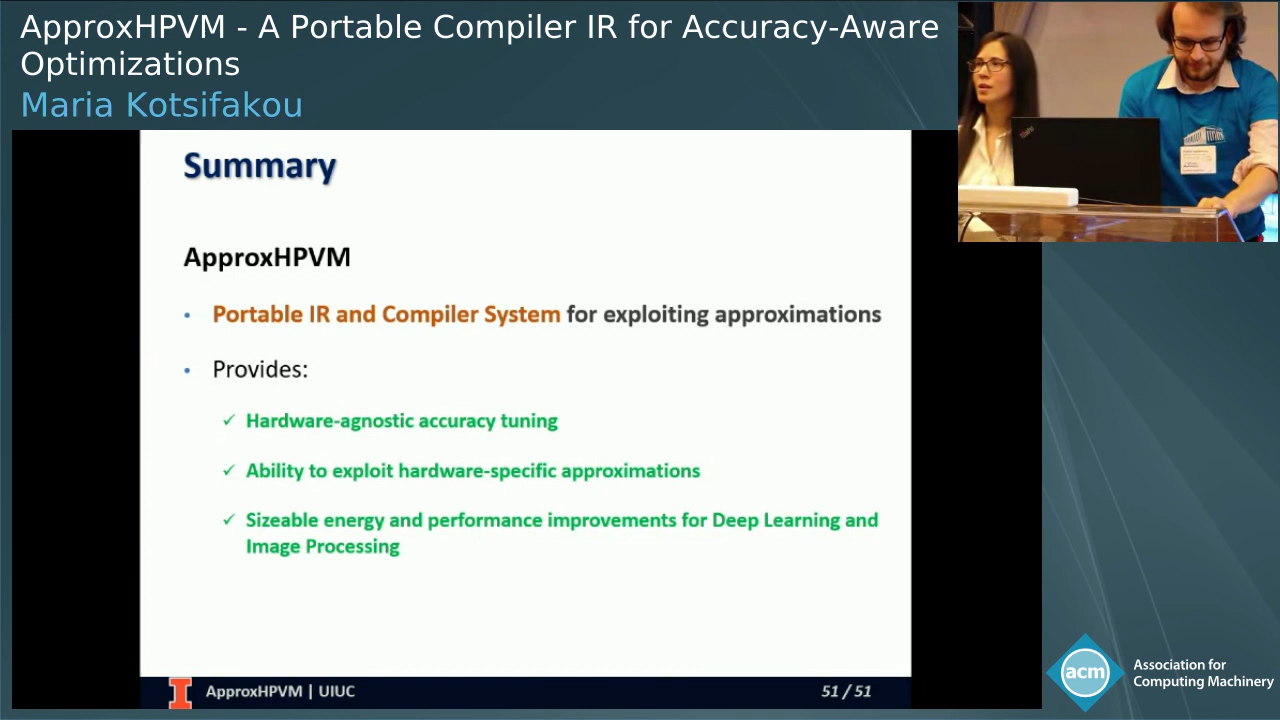 ApproxHPVM - A Portable Compiler IR for Accuracy-Aware
Optimizations
Maria Kotsifakou
Summary
ApproxHPVM
• Portable IR and Compiler System for exploiting approximations
• Provides:
✓ Hardware-agnostic accuracy tuning
✓ Ability to exploit hardware-specific approximations
✓ Sizeable energy and performance improvements for Deep Learning and
Image Processing
ApproxHPVM | UIUC
51 / 51
acm
Association for
Computing Machinery